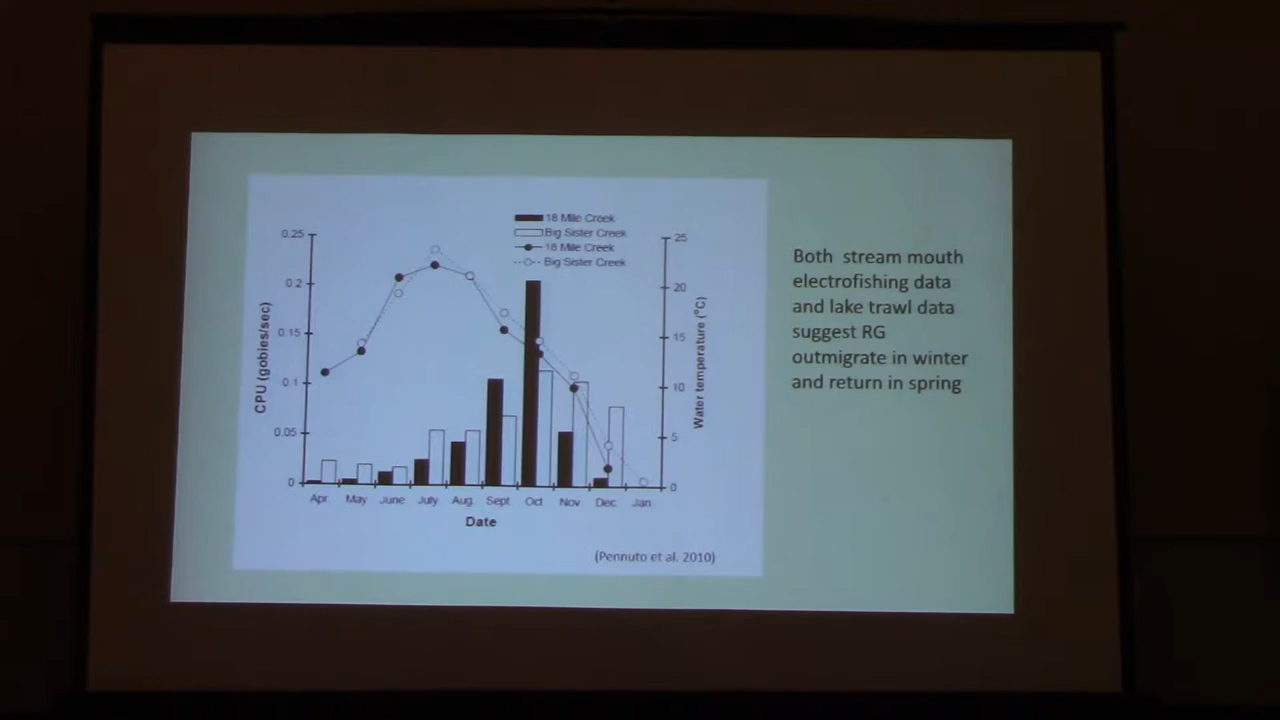 18 Mile Creek
Big Sister Creek
18 Mile Creek
Big Sister Creek
0.25
0.2
0.15
0.1
0.05
0
CPU (gobies/sec)
25
20
15
10
5
0
Water temperature (°C)
Apr. May June July Aug. Sept. Oct. Nov. Dec. Jan.
Date
(Pennuto et al. 2010)
Both stream mouth
electrofishing data
and lake trawl data
suggest RG
outmigrate in winter
and return in spring